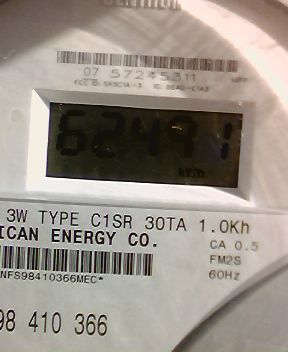 07 57245311
62491
kWh
3W TYPE C1SR 30TA 1.0Kh
ICAN ENERGY CO.
CA 0.5
FM2S
NFS98410366MEC*
60Hz
98 410 366